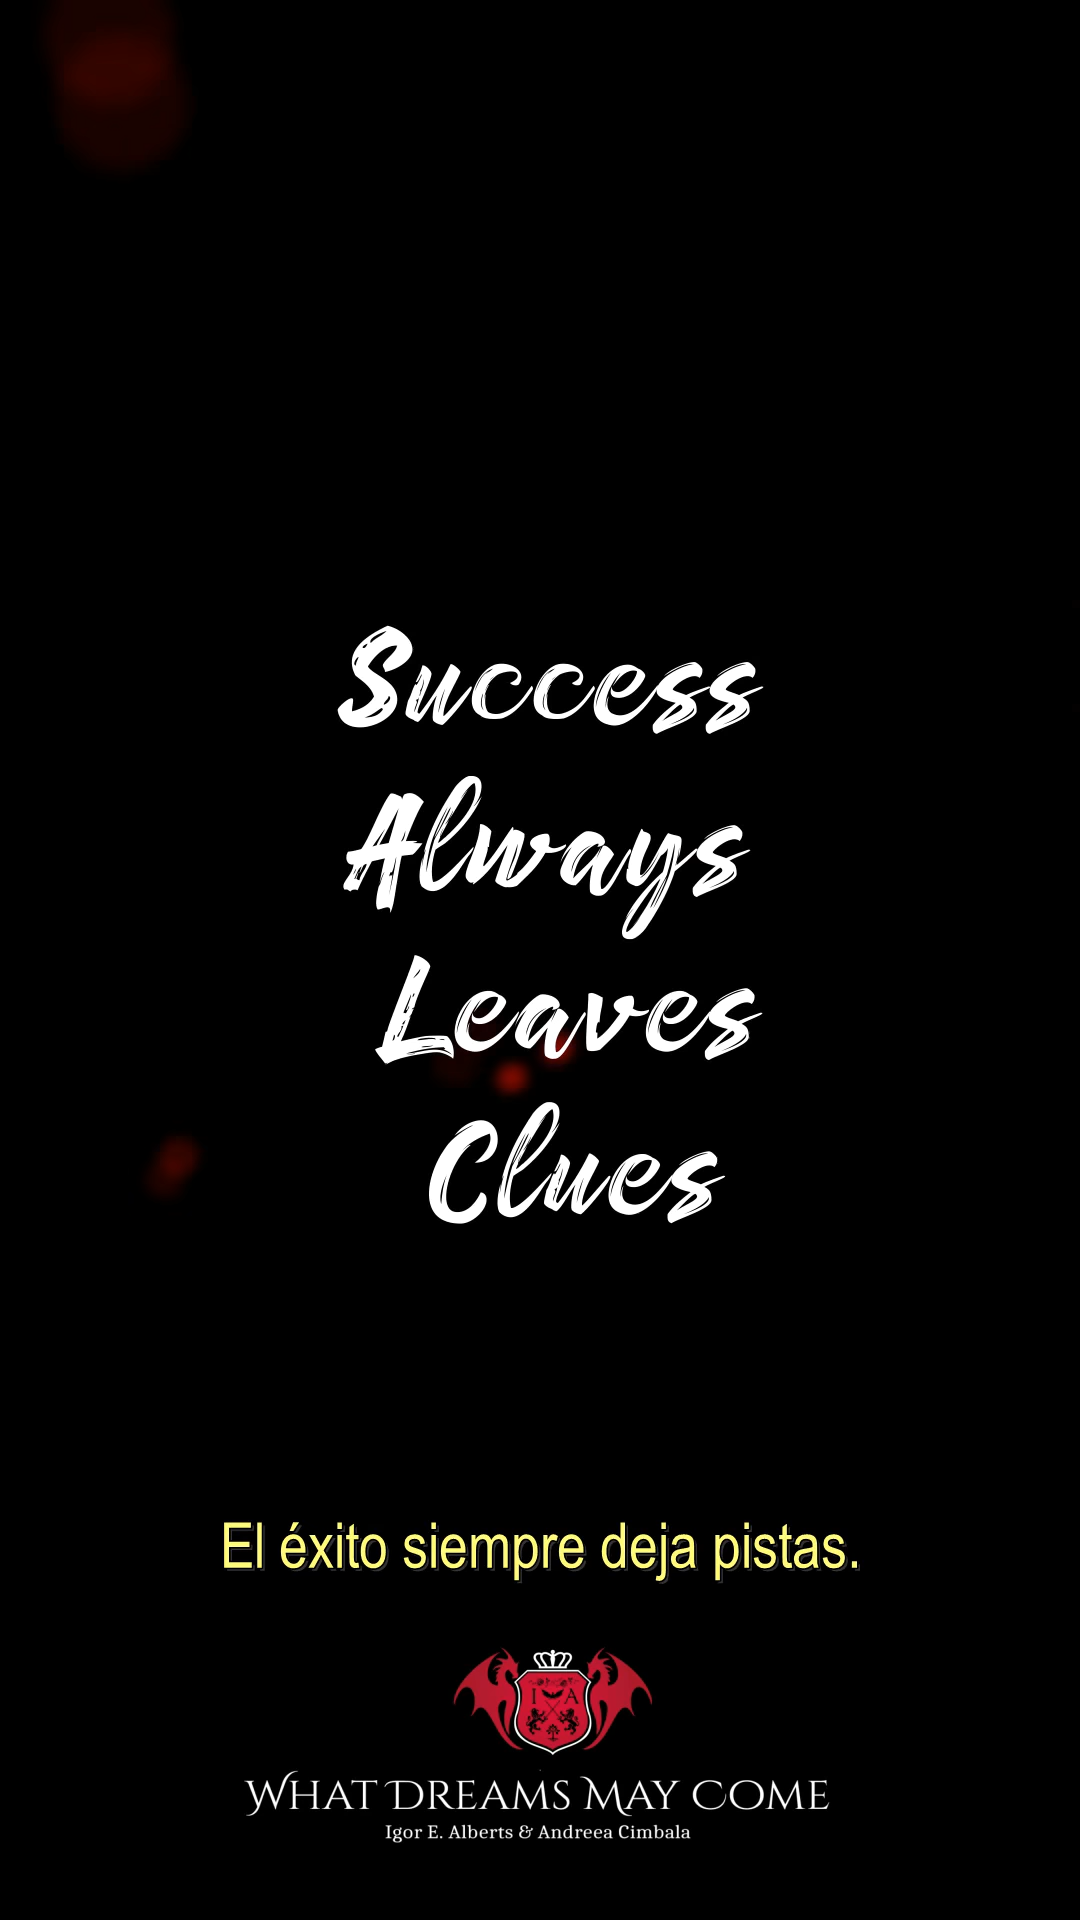 Success
Always
Leaves
Clues
El éxito siempre deja pistas.
I A
What Dreams May Come
Igor E. Alberts & Andreea Cimbala